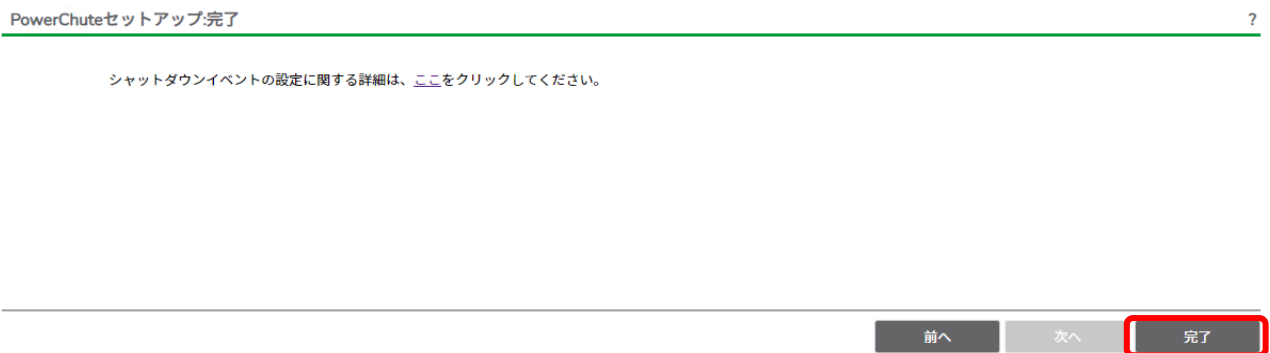 PowerChuteセットアップ:完了
?
シャットダウンイベントの設定に関する詳細は、ここをクリックしてください。
前へ
次へ
完了